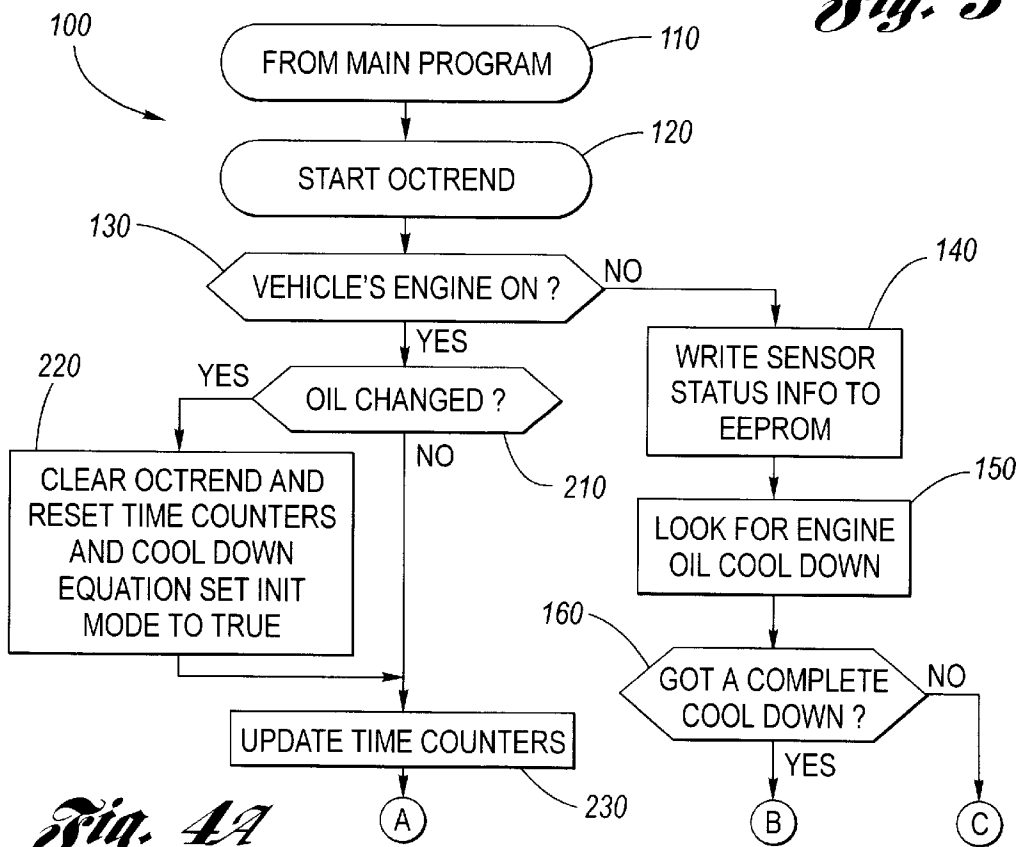 Fig. 3
100
FROM MAIN PROGRAM
110
START OCTREND
120
130
VEHICLE'S ENGINE ON ?
NO
YES
140
WRITE SENSOR
STATUS INFO TO
EEPROM
220
YES
OIL CHANGED ?
NO
210
CLEAR OCTREND AND
RESET TIME COUNTERS
AND COOL DOWN
EQUATION SET INIT
MODE TO TRUE
150
LOOK FOR ENGINE
OIL COOL DOWN
160
GOT A COMPLETE
COOL DOWN ?
NO
YES
UPDATE TIME COUNTERS
230
A
B
C
Fig. 4A